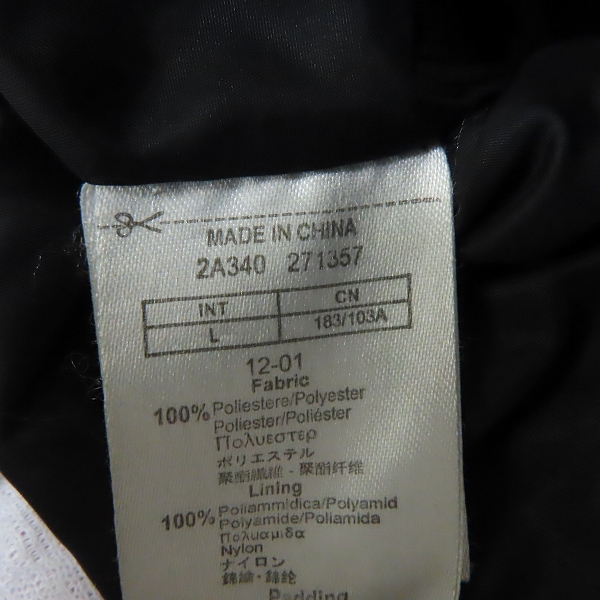 MADE IN CHINA
2A340 271357
INT CN
L 183/103A
12-01
Fabric
100% Poliestere/Polyester
Poliester/Poliéster
Πολυεστερ
ポリエステル
聚酯纖維 - 聚酯纤维
Lining
100% Poliammidica/Polyamid
Polyamide/Poliamida
Πολυαμιδα
Nylon
ナイロン
錦綸・錦纶
Padding